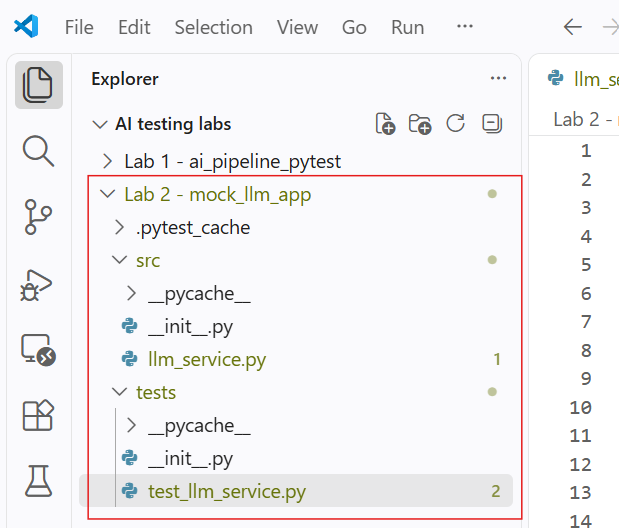 File Edit Selection View Go Run ···
Explorer ···
AI testing labs
Lab 1 - ai_pipeline_pytest
Lab 2 - mock_llm_app
.pytest_cache
src
__pycache__
__init__.py
llm_service.py 1
tests
__pycache__
__init__.py
test_llm_service.py 2
llm_se
Lab 2 - 
1
2
3
4
5
6
7
8
9
10
11
12
13
14